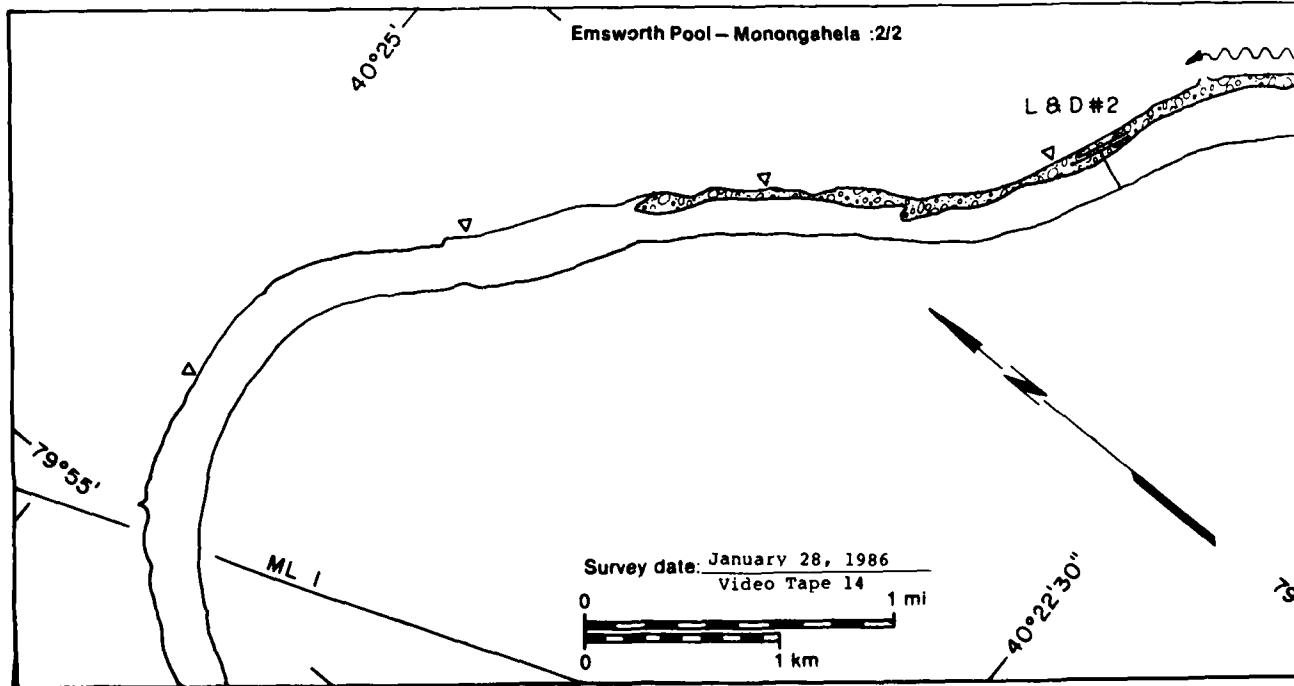 Emsworth Pool – Monongahela :2/2
40°25'
L & D #2
79°55'
ML I
Survey date: January 28, 1986
Video Tape 14
0 1 mi
0 1 km
40°22'30"